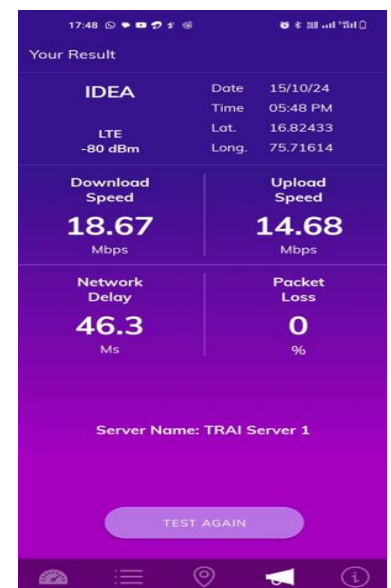 17:48
Your Result
IDEA
LTE
-80 dBm
Date 15/10/24
Time 05:48 PM
Lat. 16.82433
Long. 75.71614
Download
Speed
18.67
Mbps
Upload
Speed
14.68
Mbps
Network
Delay
46.3
Ms
Packet
Loss
0
%
Server Name: TRAI Server 1
TEST AGAIN